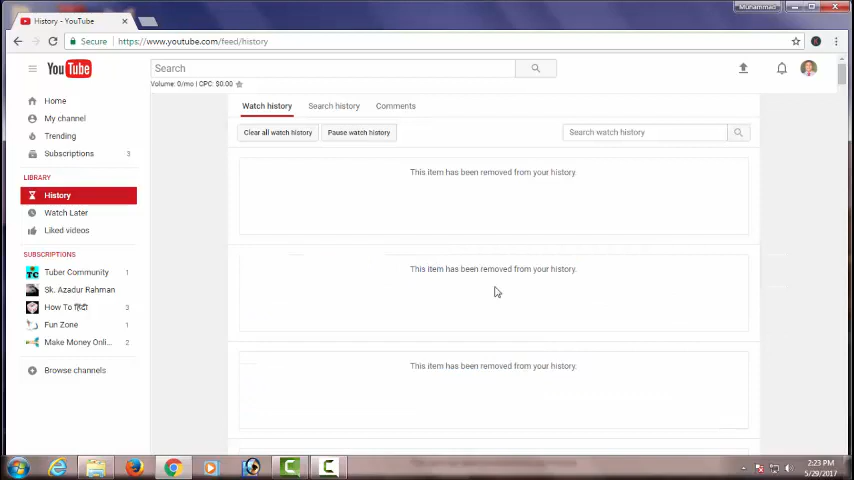 History - YouTube
Muhammad
Secure https://www.youtube.com/feed/history
YouTube
Search
Volume: 0/mo | CPC: $0.00
Home
My channel
Trending
Subscriptions 3
LIBRARY
History
Watch Later
Liked videos
SUBSCRIPTIONS
Tuber Community 1
Sk. Azadur Rahman
How To हिंदी 3
Fun Zone 1
Make Money Onli... 2
Browse channels
Watch history Search history Comments
Clear all watch history Pause watch history Search watch history
This item has been removed from your history.
This item has been removed from your history.
This item has been removed from your history.
2:23 PM
5/29/2017